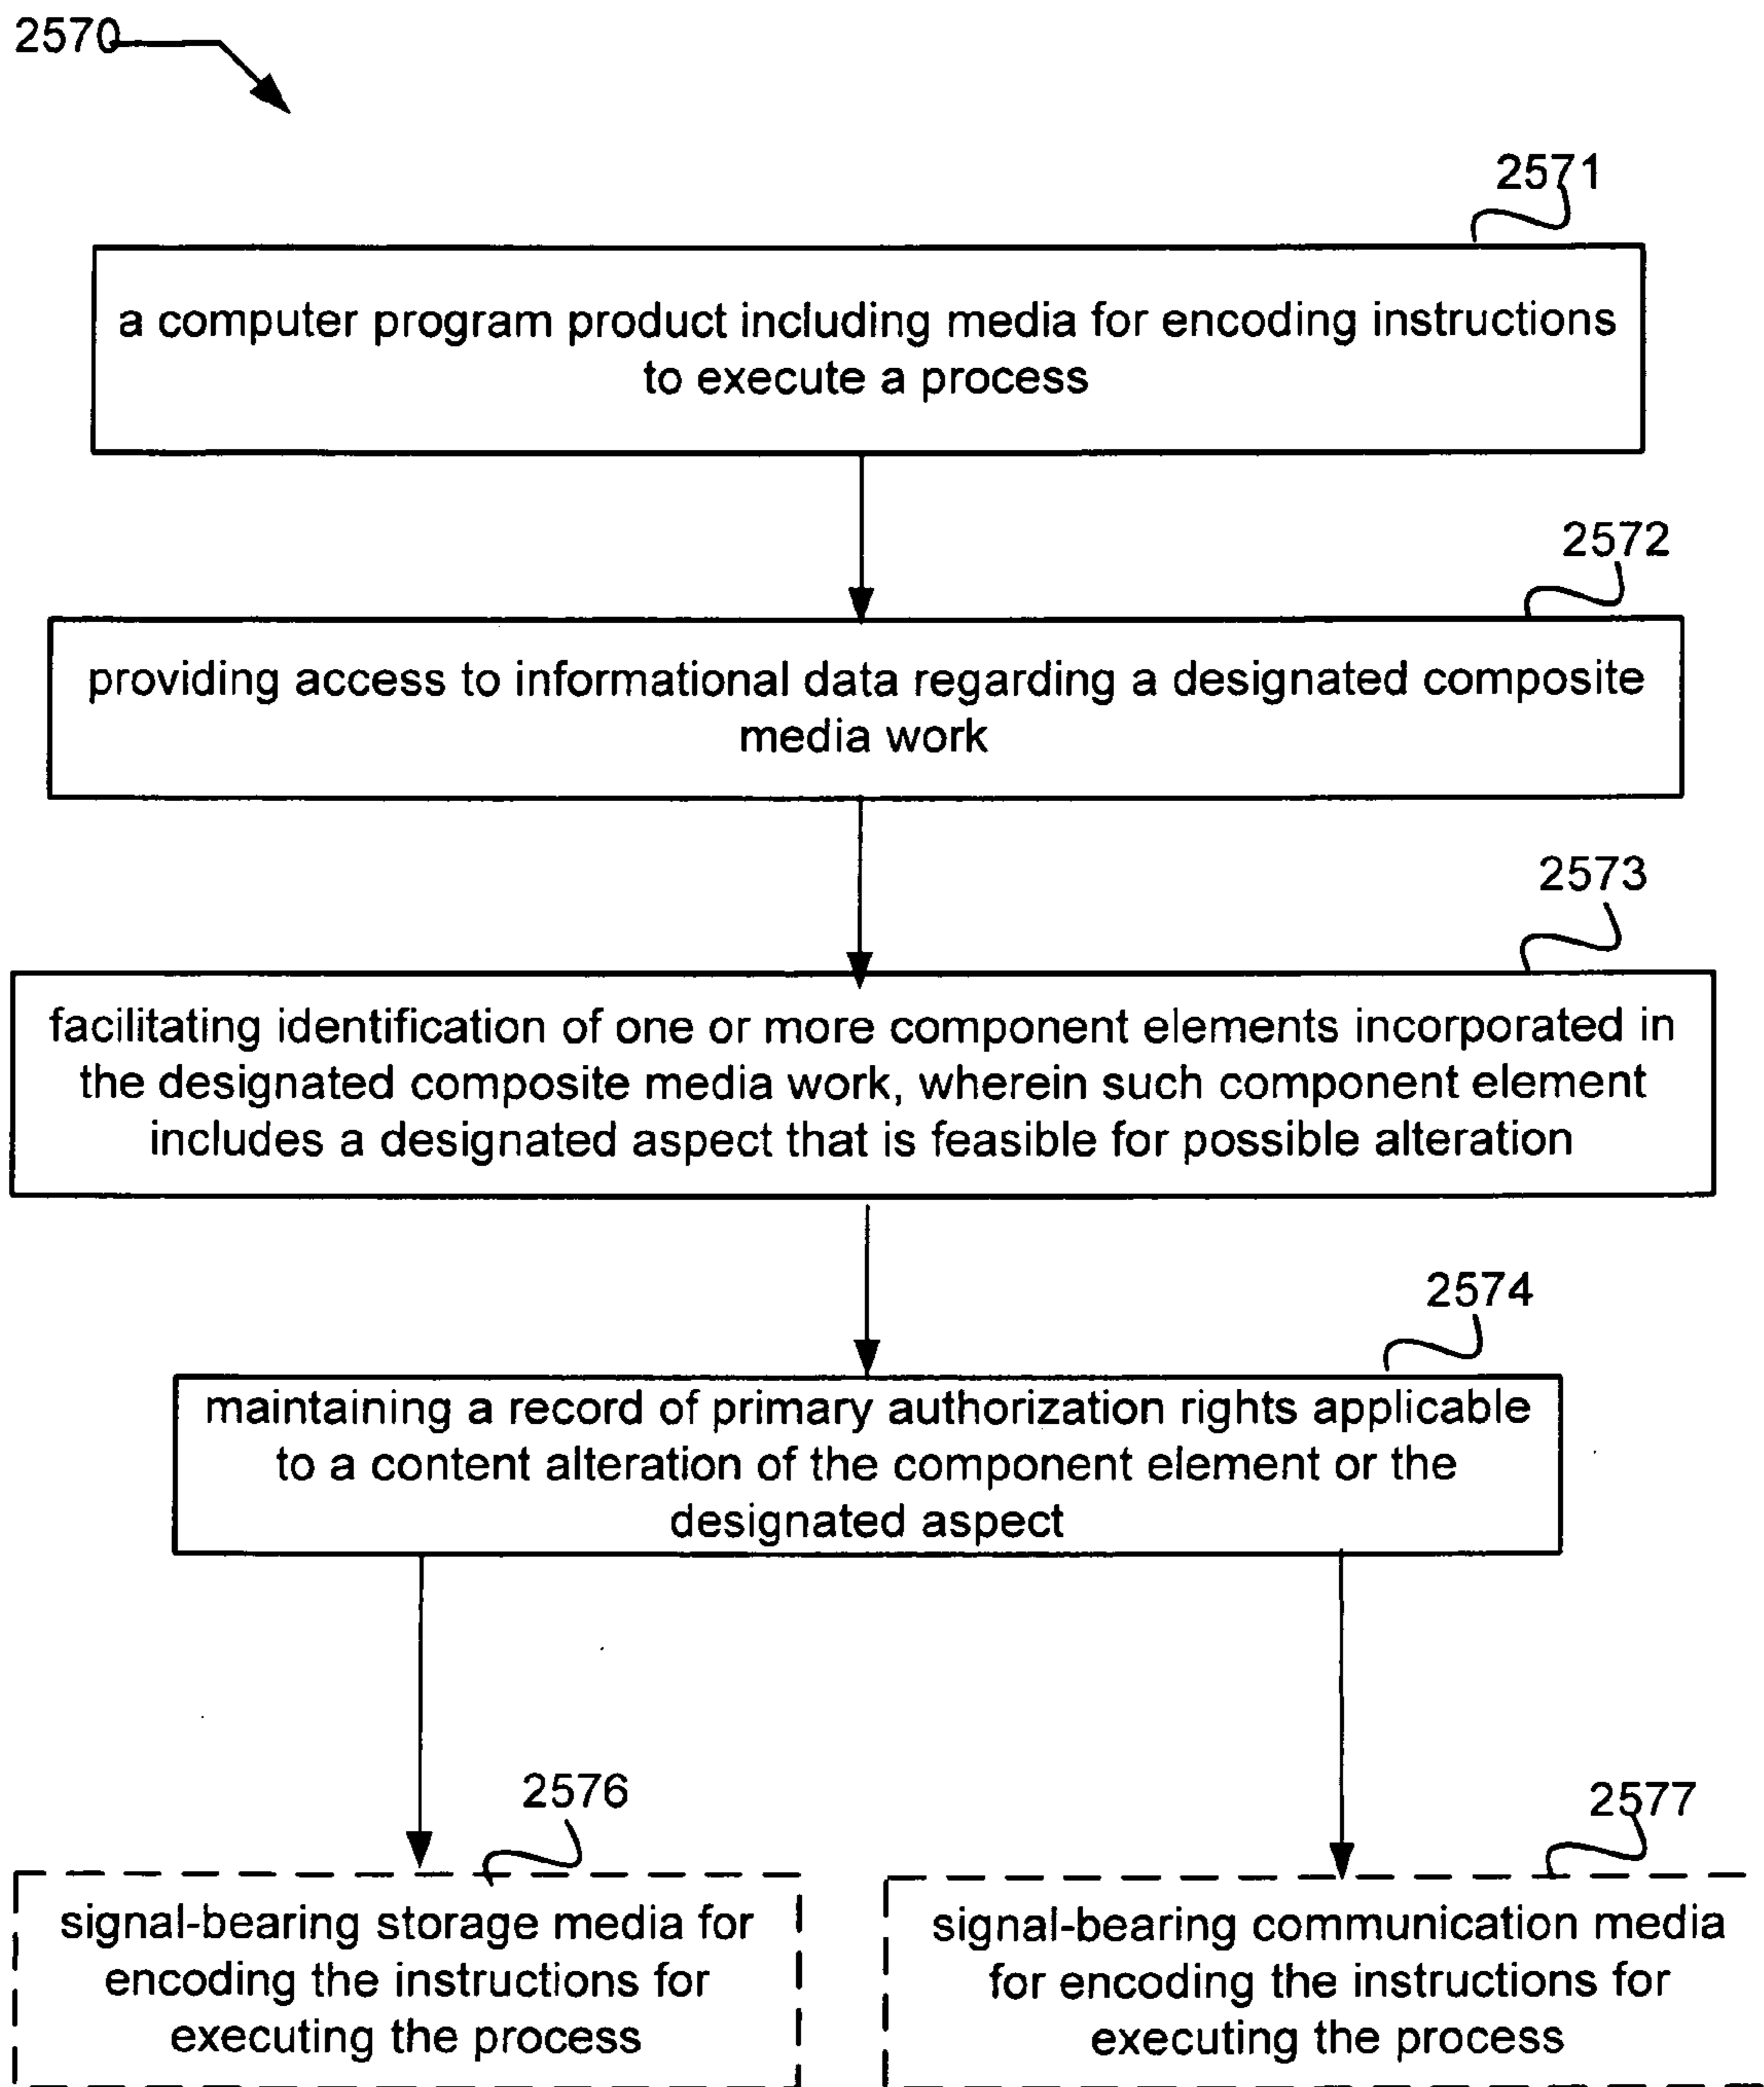 2570
2571
a computer program product including media for encoding instructions
to execute a process
2572
providing access to informational data regarding a designated composite
media work
2573
facilitating identification of one or more component elements incorporated in
the designated composite media work, wherein such component element
includes a designated aspect that is feasible for possible alteration
2574
maintaining a record of primary authorization rights applicable
to a content alteration of the component element or the
designated aspect
2576
signal-bearing storage media for
encoding the instructions for
executing the process
2577
signal-bearing communication media
for encoding the instructions for
executing the process